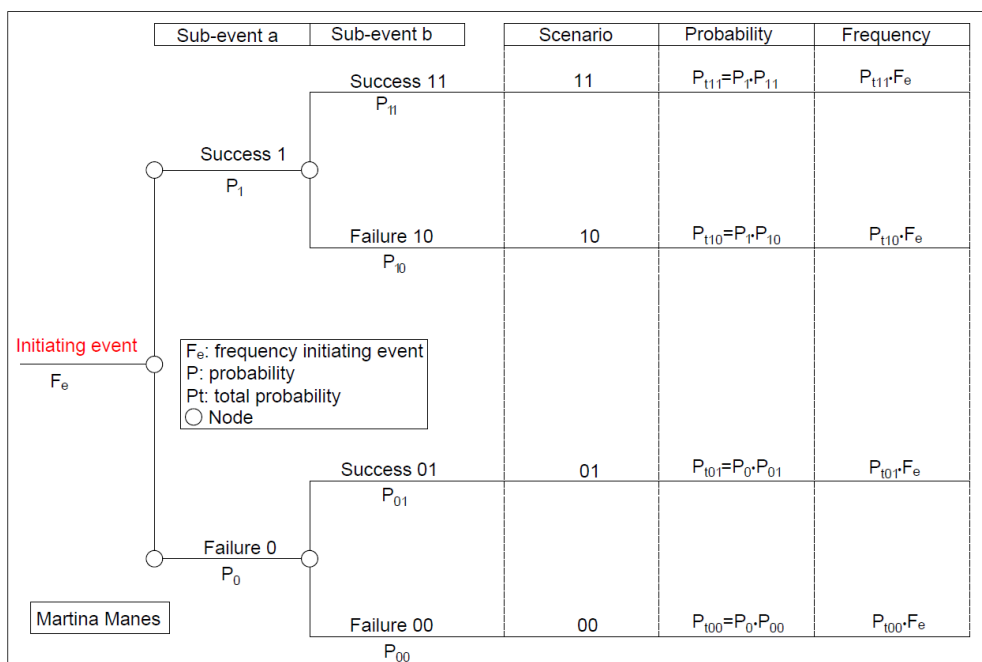 Sub-event a Sub-event b Scenario Probability Frequency
Success 11 11 Pt11=P1·P11 Pt11·Fe
P11
Success 1
P1
Failure 10 10 Pt10=P1·P10 Pt10·Fe
P10
Initiating event
Fe
Fe: frequency initiating event
P: probability
Pt: total probability
Node
Success 01 01 Pt01=P0·P01 Pt01·Fe
P01
Failure 0
P0
Martina Manes
Failure 00 00 Pt00=P0·P00 Pt00·Fe
P00